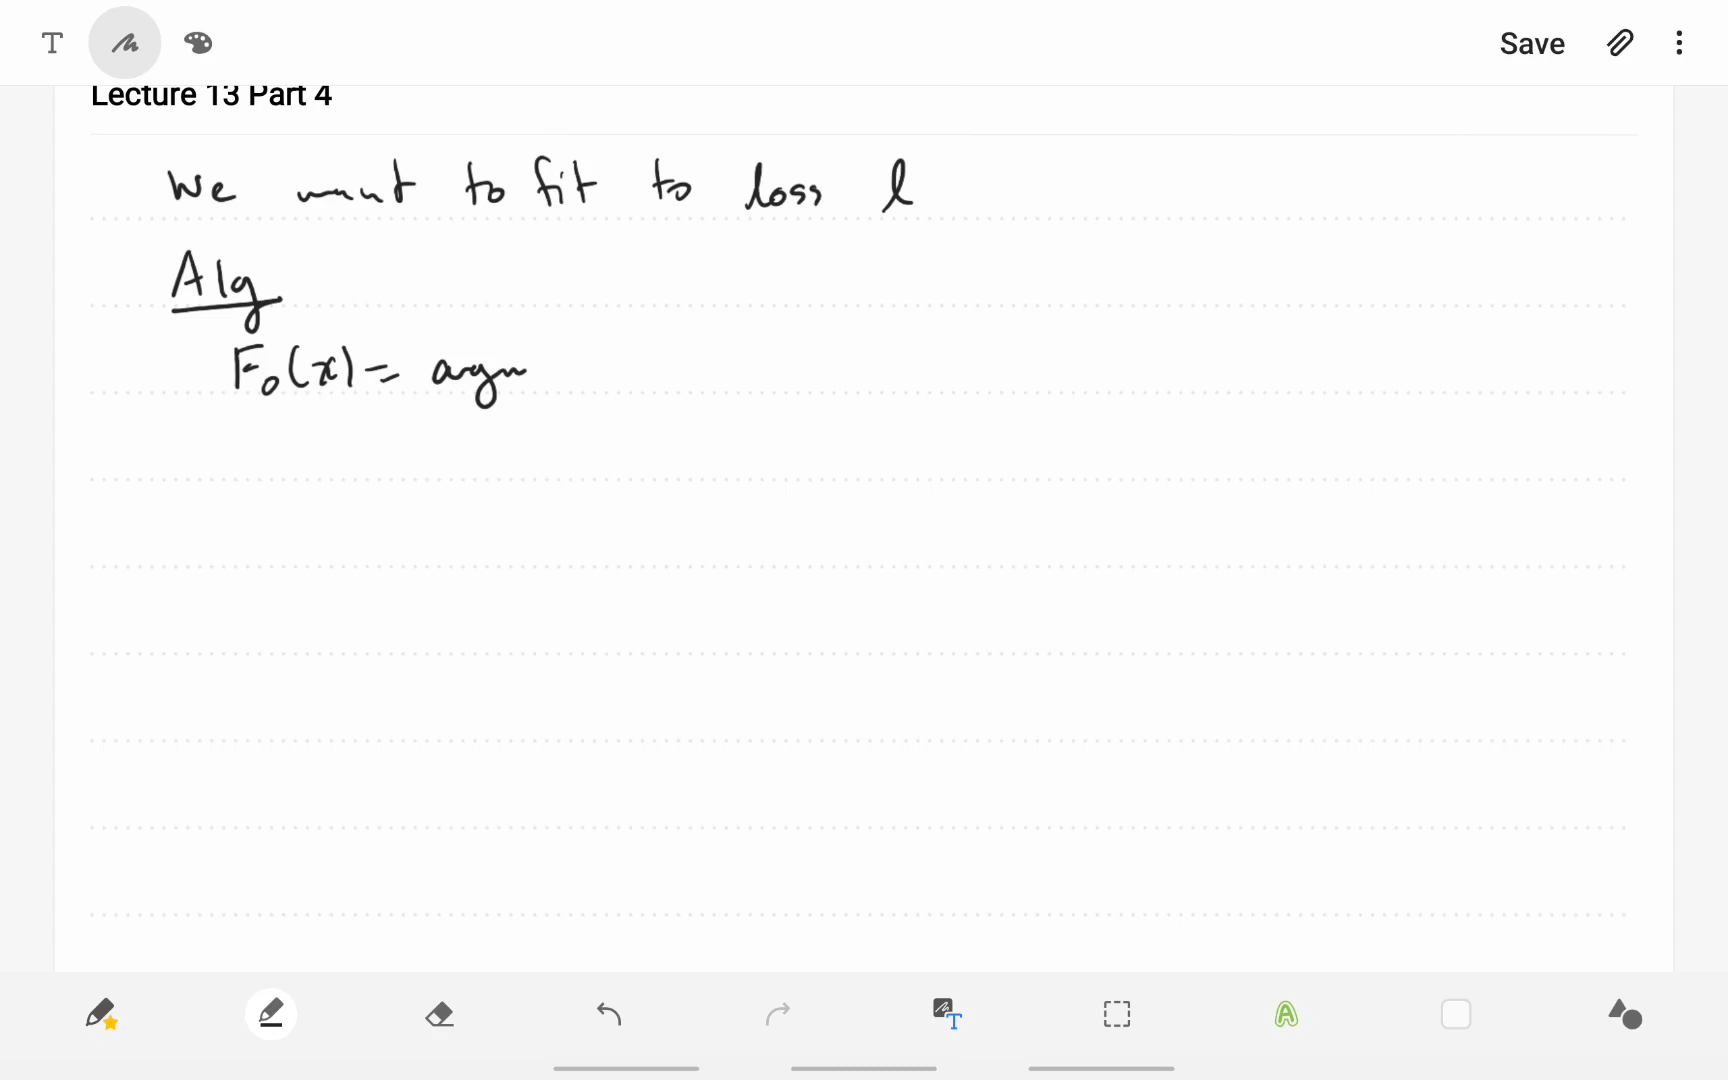 Save
Lecture 13 Part 4
We want to fit to loss l
Alg
F₀(x) = argm